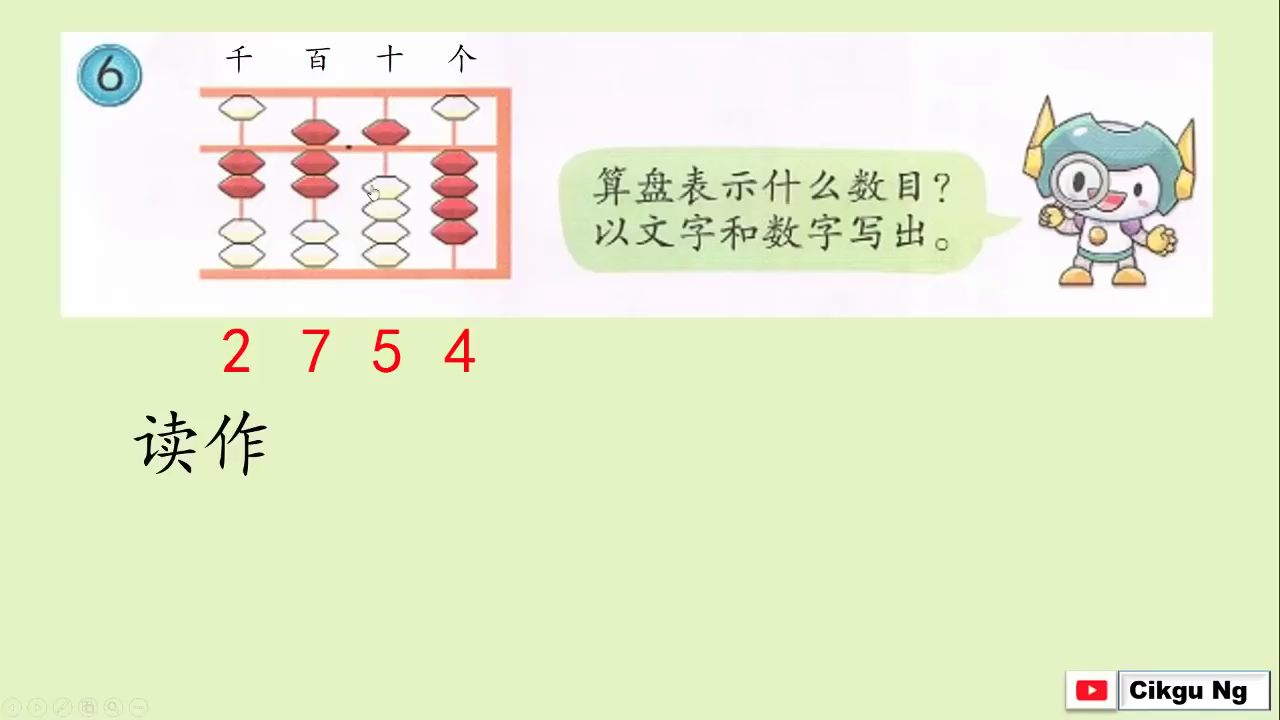 6
千 百 十 个
算盘表示什么数目？
以文字和数字写出。
2 7 5 4
读作
Cikgu Ng